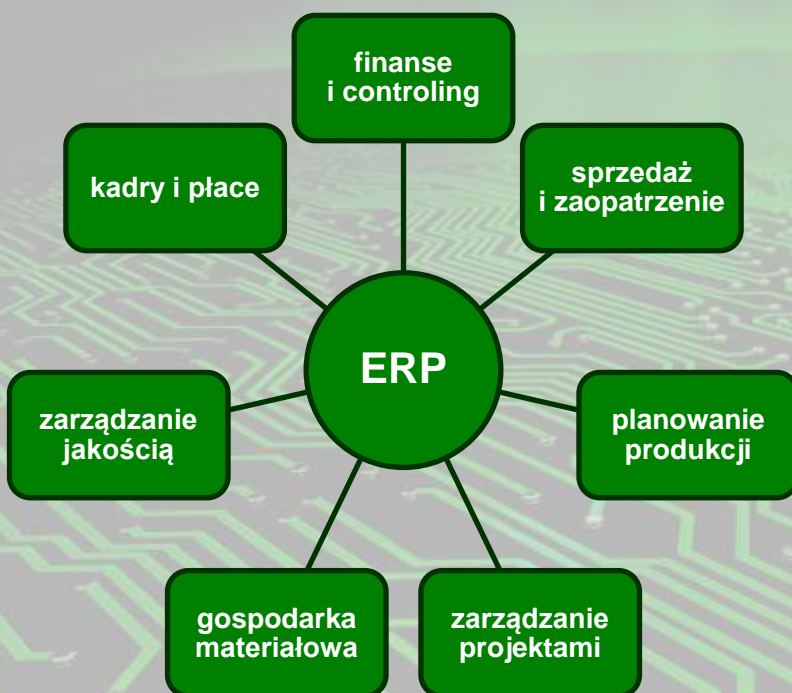 finanse
i controling
sprzedaż
i zaopatrzenie
kadry i płace
ERP
zarządzanie
jakością
planowanie
produkcji
gospodarka
materiałowa
zarządzanie
projektami